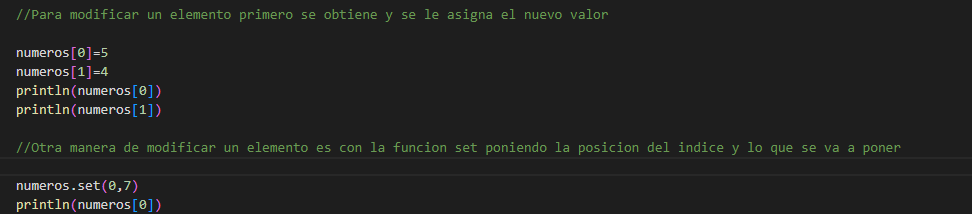 //Para modificar un elemento primero se obtiene y se le asigna el nuevo valor
numeros[0]=5
numeros[1]=4
println(numeros[0])
println(numeros[1])
//Otra manera de modificar un elemento es con la funcion set poniendo la posicion del indice y lo que se va a poner
numeros.set(0,7)
println(numeros[0])